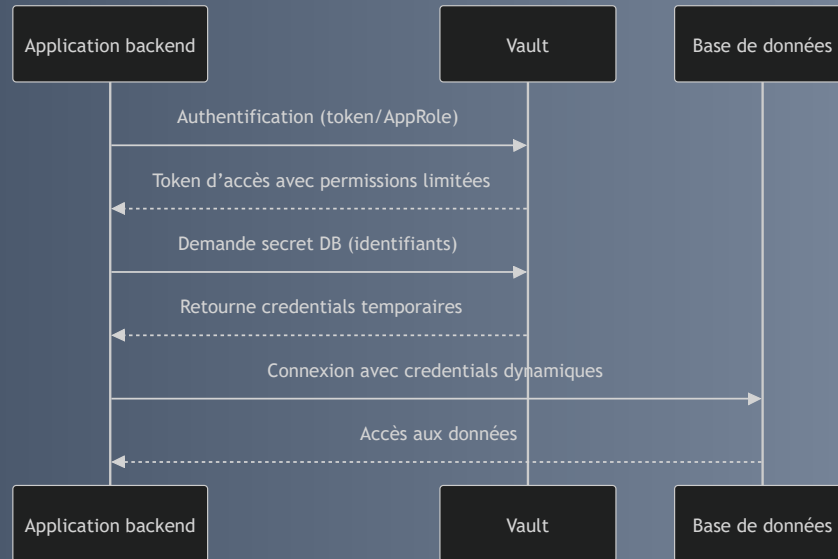 Application backend
Vault
Base de données
Authentification (token/AppRole)
Token d’accès avec permissions limitées
Demande secret DB (identifiants)
Retourne credentials temporaires
Connexion avec credentials dynamiques
Accès aux données
Application backend
Vault
Base de données